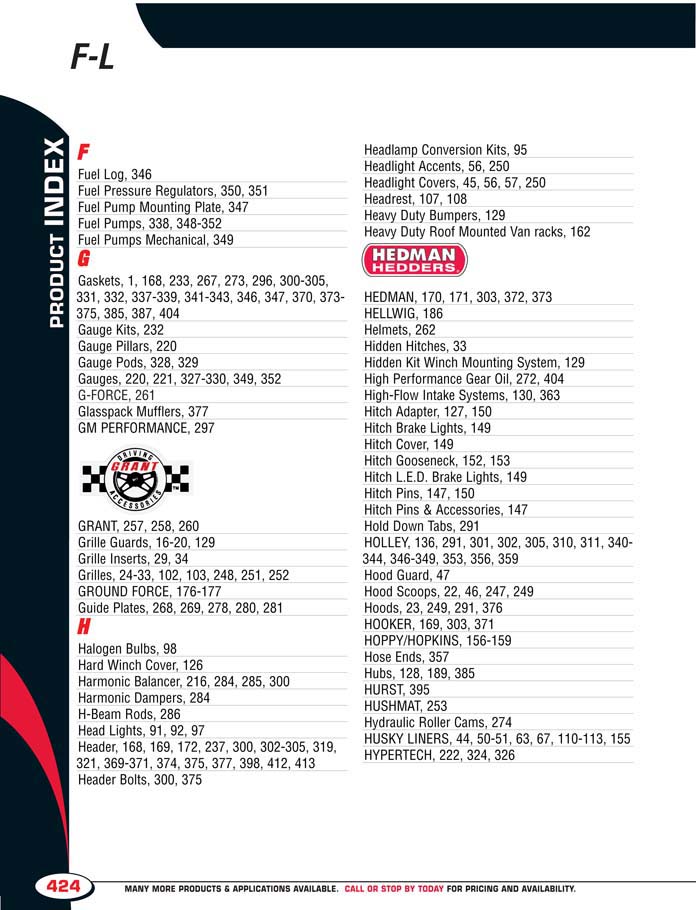 F-L
PRODUCT INDEX
F
Fuel Log, 346
Fuel Pressure Regulators, 350, 351
Fuel Pump Mounting Plate, 347
Fuel Pumps, 338, 348-352
Fuel Pumps Mechanical, 349
G
Gaskets, 1, 168, 233, 267, 273, 296, 300-305,
331, 332, 337-339, 341-343, 346, 347, 370, 373-
375, 385, 387, 404
Gauge Kits, 232
Gauge Pillars, 220
Gauge Pods, 328, 329
Gauges, 220, 221, 327-330, 349, 352
G-FORCE, 261
Glasspack Mufflers, 377
GM PERFORMANCE, 297
DRIVING
GRANT
ACCESSORIES
TM
GRANT, 257, 258, 260
Grille Guards, 16-20, 129
Grille Inserts, 29, 34
Grilles, 24-33, 102, 103, 248, 251, 252
GROUND FORCE, 176-177
Guide Plates, 268, 269, 278, 280, 281
H
Halogen Bulbs, 98
Hard Winch Cover, 126
Harmonic Balancer, 216, 284, 285, 300
Harmonic Dampers, 284
H-Beam Rods, 286
Head Lights, 91, 92, 97
Header, 168, 169, 172, 237, 300, 302-305, 319,
321, 369-371, 374, 375, 377, 398, 412, 413
Header Bolts, 300, 375
Headlamp Conversion Kits, 95
Headlight Accents, 56, 250
Headlight Covers, 45, 56, 57, 250
Headrest, 107, 108
Heavy Duty Bumpers, 129
Heavy Duty Roof Mounted Van racks, 162
HEDMAN
HEDDERS
HEDMAN, 170, 171, 303, 372, 373
HELLWIG, 186
Helmets, 262
Hidden Hitches, 33
Hidden Kit Winch Mounting System, 129
High Performance Gear Oil, 272, 404
High-Flow Intake Systems, 130, 363
Hitch Adapter, 127, 150
Hitch Brake Lights, 149
Hitch Cover, 149
Hitch Gooseneck, 152, 153
Hitch L.E.D. Brake Lights, 149
Hitch Pins, 147, 150
Hitch Pins & Accessories, 147
Hold Down Tabs, 291
HOLLEY, 136, 291, 301, 302, 305, 310, 311, 340-
344, 346-349, 353, 356, 359
Hood Guard, 47
Hood Scoops, 22, 46, 247, 249
Hoods, 23, 249, 291, 376
HOOKER, 169, 303, 371
HOPPY/HOPKINS, 156-159
Hose Ends, 357
Hubs, 128, 189, 385
HURST, 395
HUSHMAT, 253
Hydraulic Roller Cams, 274
HUSKY LINERS, 44, 50-51, 63, 67, 110-113, 155
HYPERTECH, 222, 324, 326
424
MANY MORE PRODUCTS & APPLICATIONS AVAILABLE. CALL OR STOP BY TODAY FOR PRICING AND AVAILABILITY.